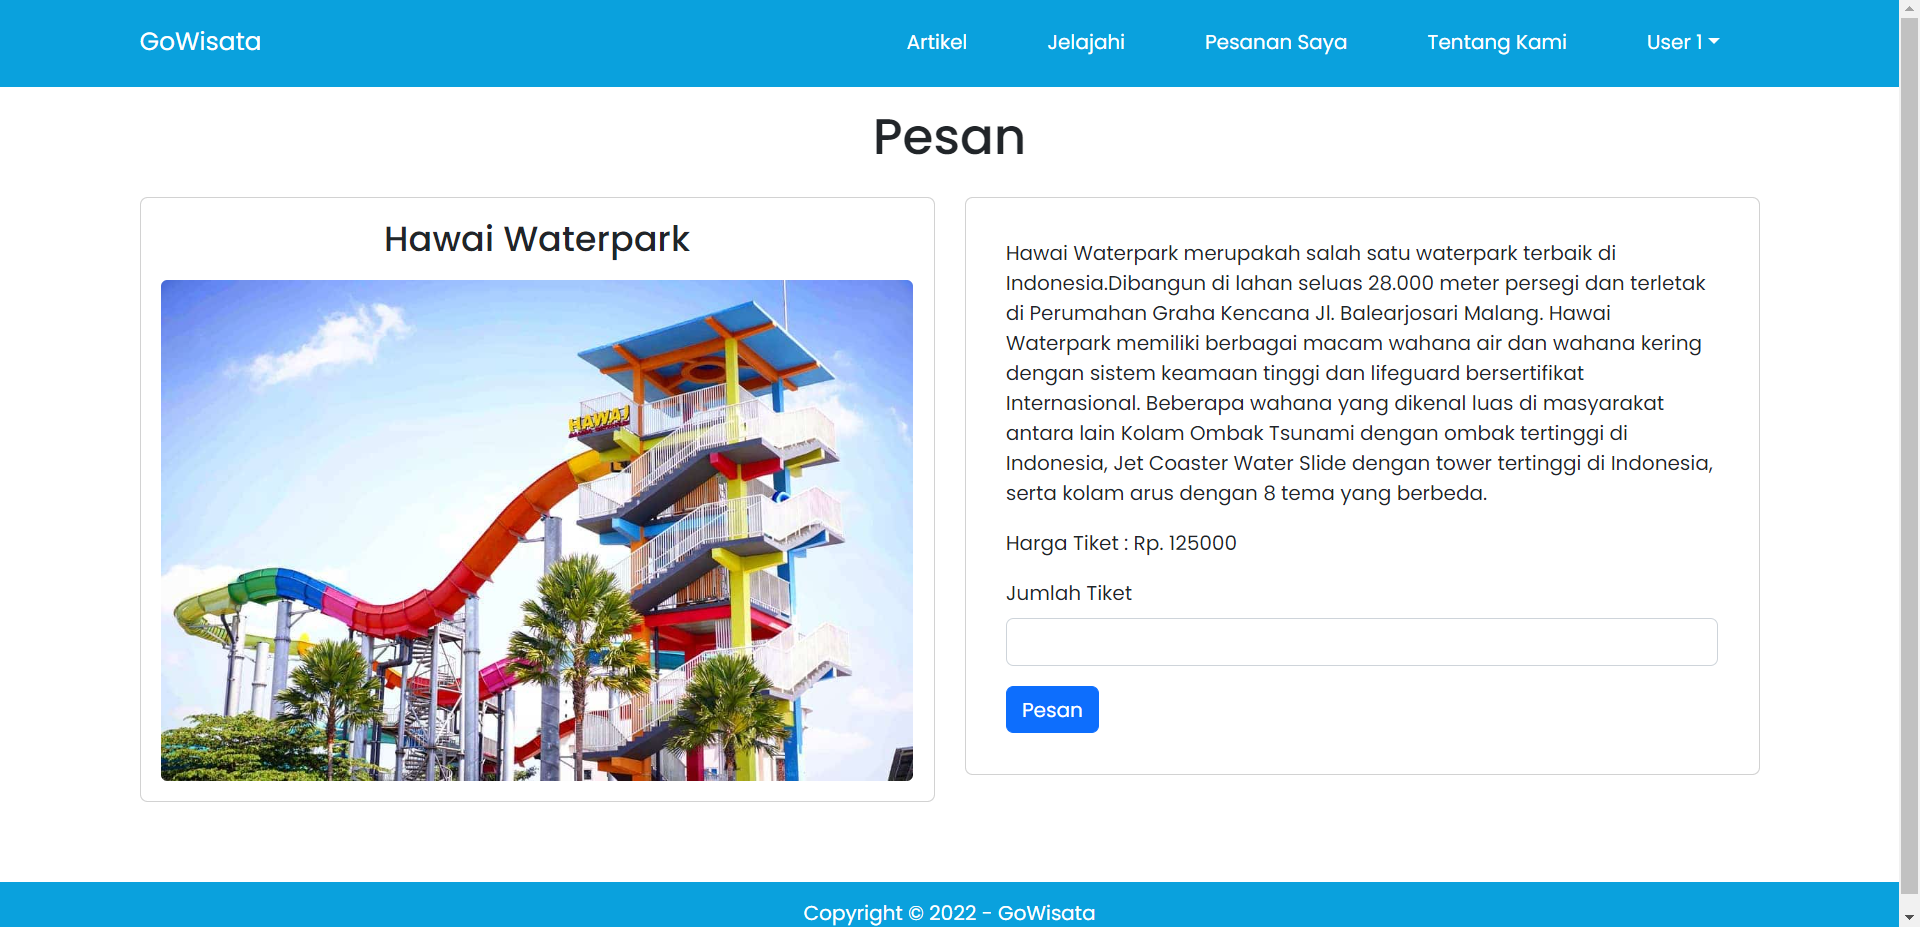 GoWisata
Artikel
Jelajahi
Pesanan Saya
Tentang Kami
User 1
Pesan
Hawai Waterpark
HAWAI
Hawai Waterpark merupakah salah satu waterpark terbaik di
Indonesia.Dibangun di lahan seluas 28.000 meter persegi dan terletak
di Perumahan Graha Kencana Jl. Balearjosari Malang. Hawai
Waterpark memiliki berbagai macam wahana air dan wahana kering
dengan sistem keamaan tinggi dan lifeguard bersertifikat
Internasional. Beberapa wahana yang dikenal luas di masyarakat
antara lain Kolam Ombak Tsunami dengan ombak tertinggi di
Indonesia, Jet Coaster Water Slide dengan tower tertinggi di Indonesia,
serta kolam arus dengan 8 tema yang berbeda.
Harga Tiket : Rp. 125000
Jumlah Tiket
Pesan
Copyright © 2022 - GoWisata